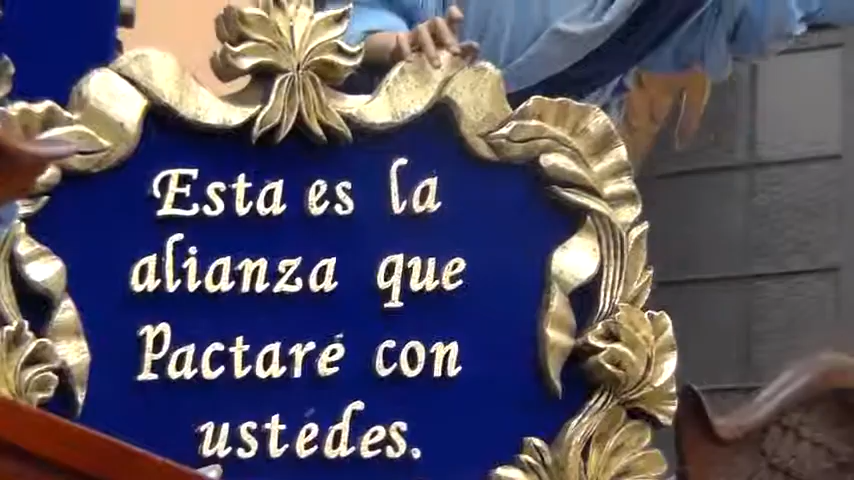 Esta es la
alianza que
Pactaré con
ustedes.